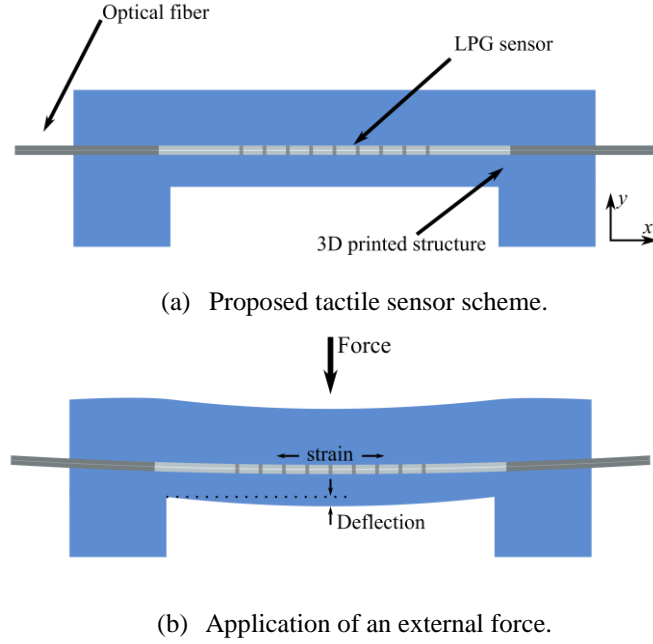 Optical fiber
LPG sensor
3D printed structure
y
x
(a) Proposed tactile sensor scheme.
Force
strain
Deflection
(b) Application of an external force.